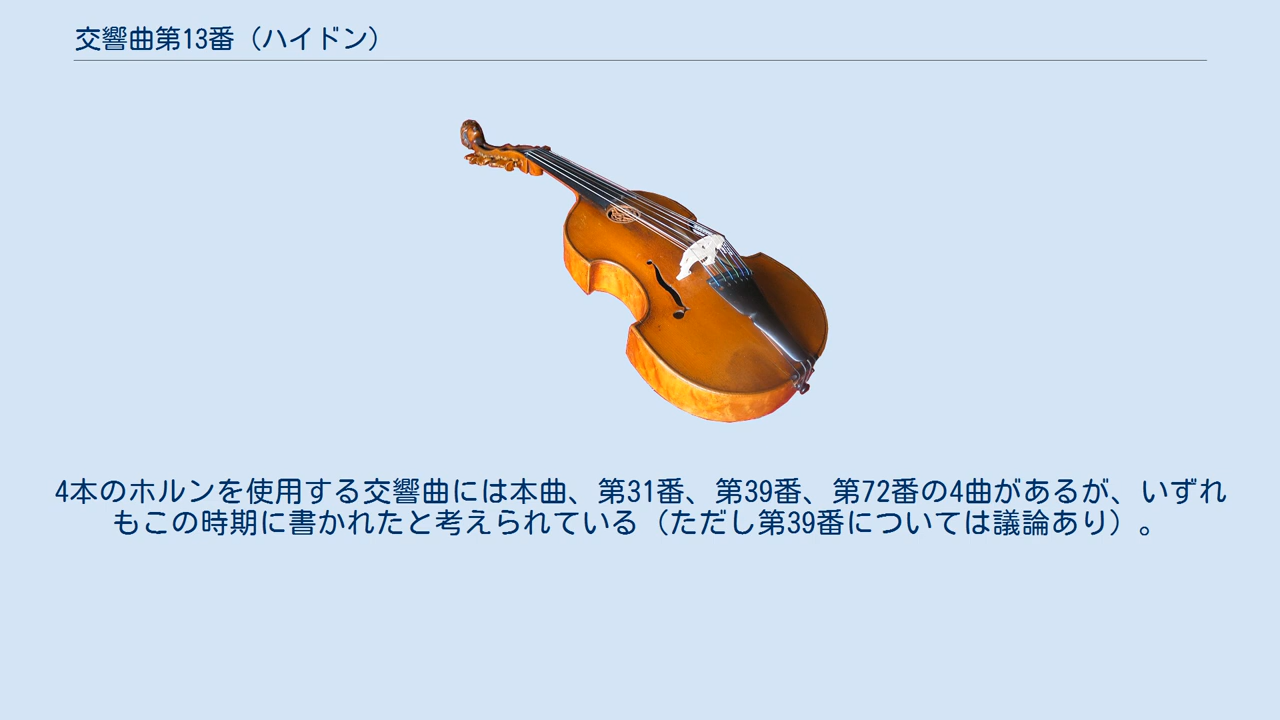 交響曲第13番（ハイドン）
4本のホルンを使用する交響曲には本曲、第31番、第39番、第72番の4曲があるが、いずれ
もこの時期に書かれたと考えられている（ただし第39番については議論あり）。